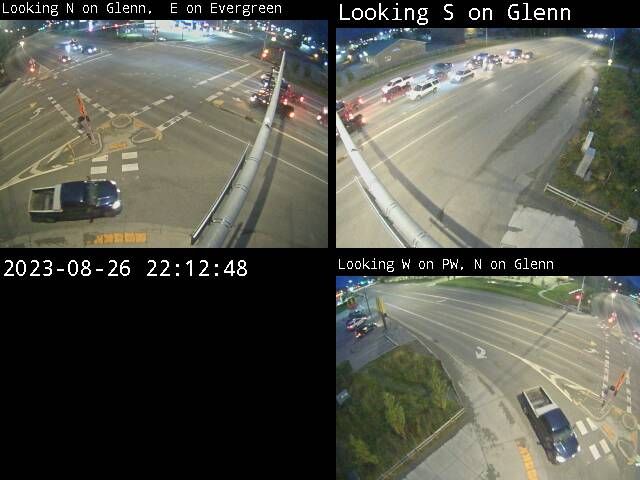 Looking N on Glenn,  E on Evergreen
Looking S on Glenn
2023-08-26 22:12:48
Looking W on PW, N on Glenn